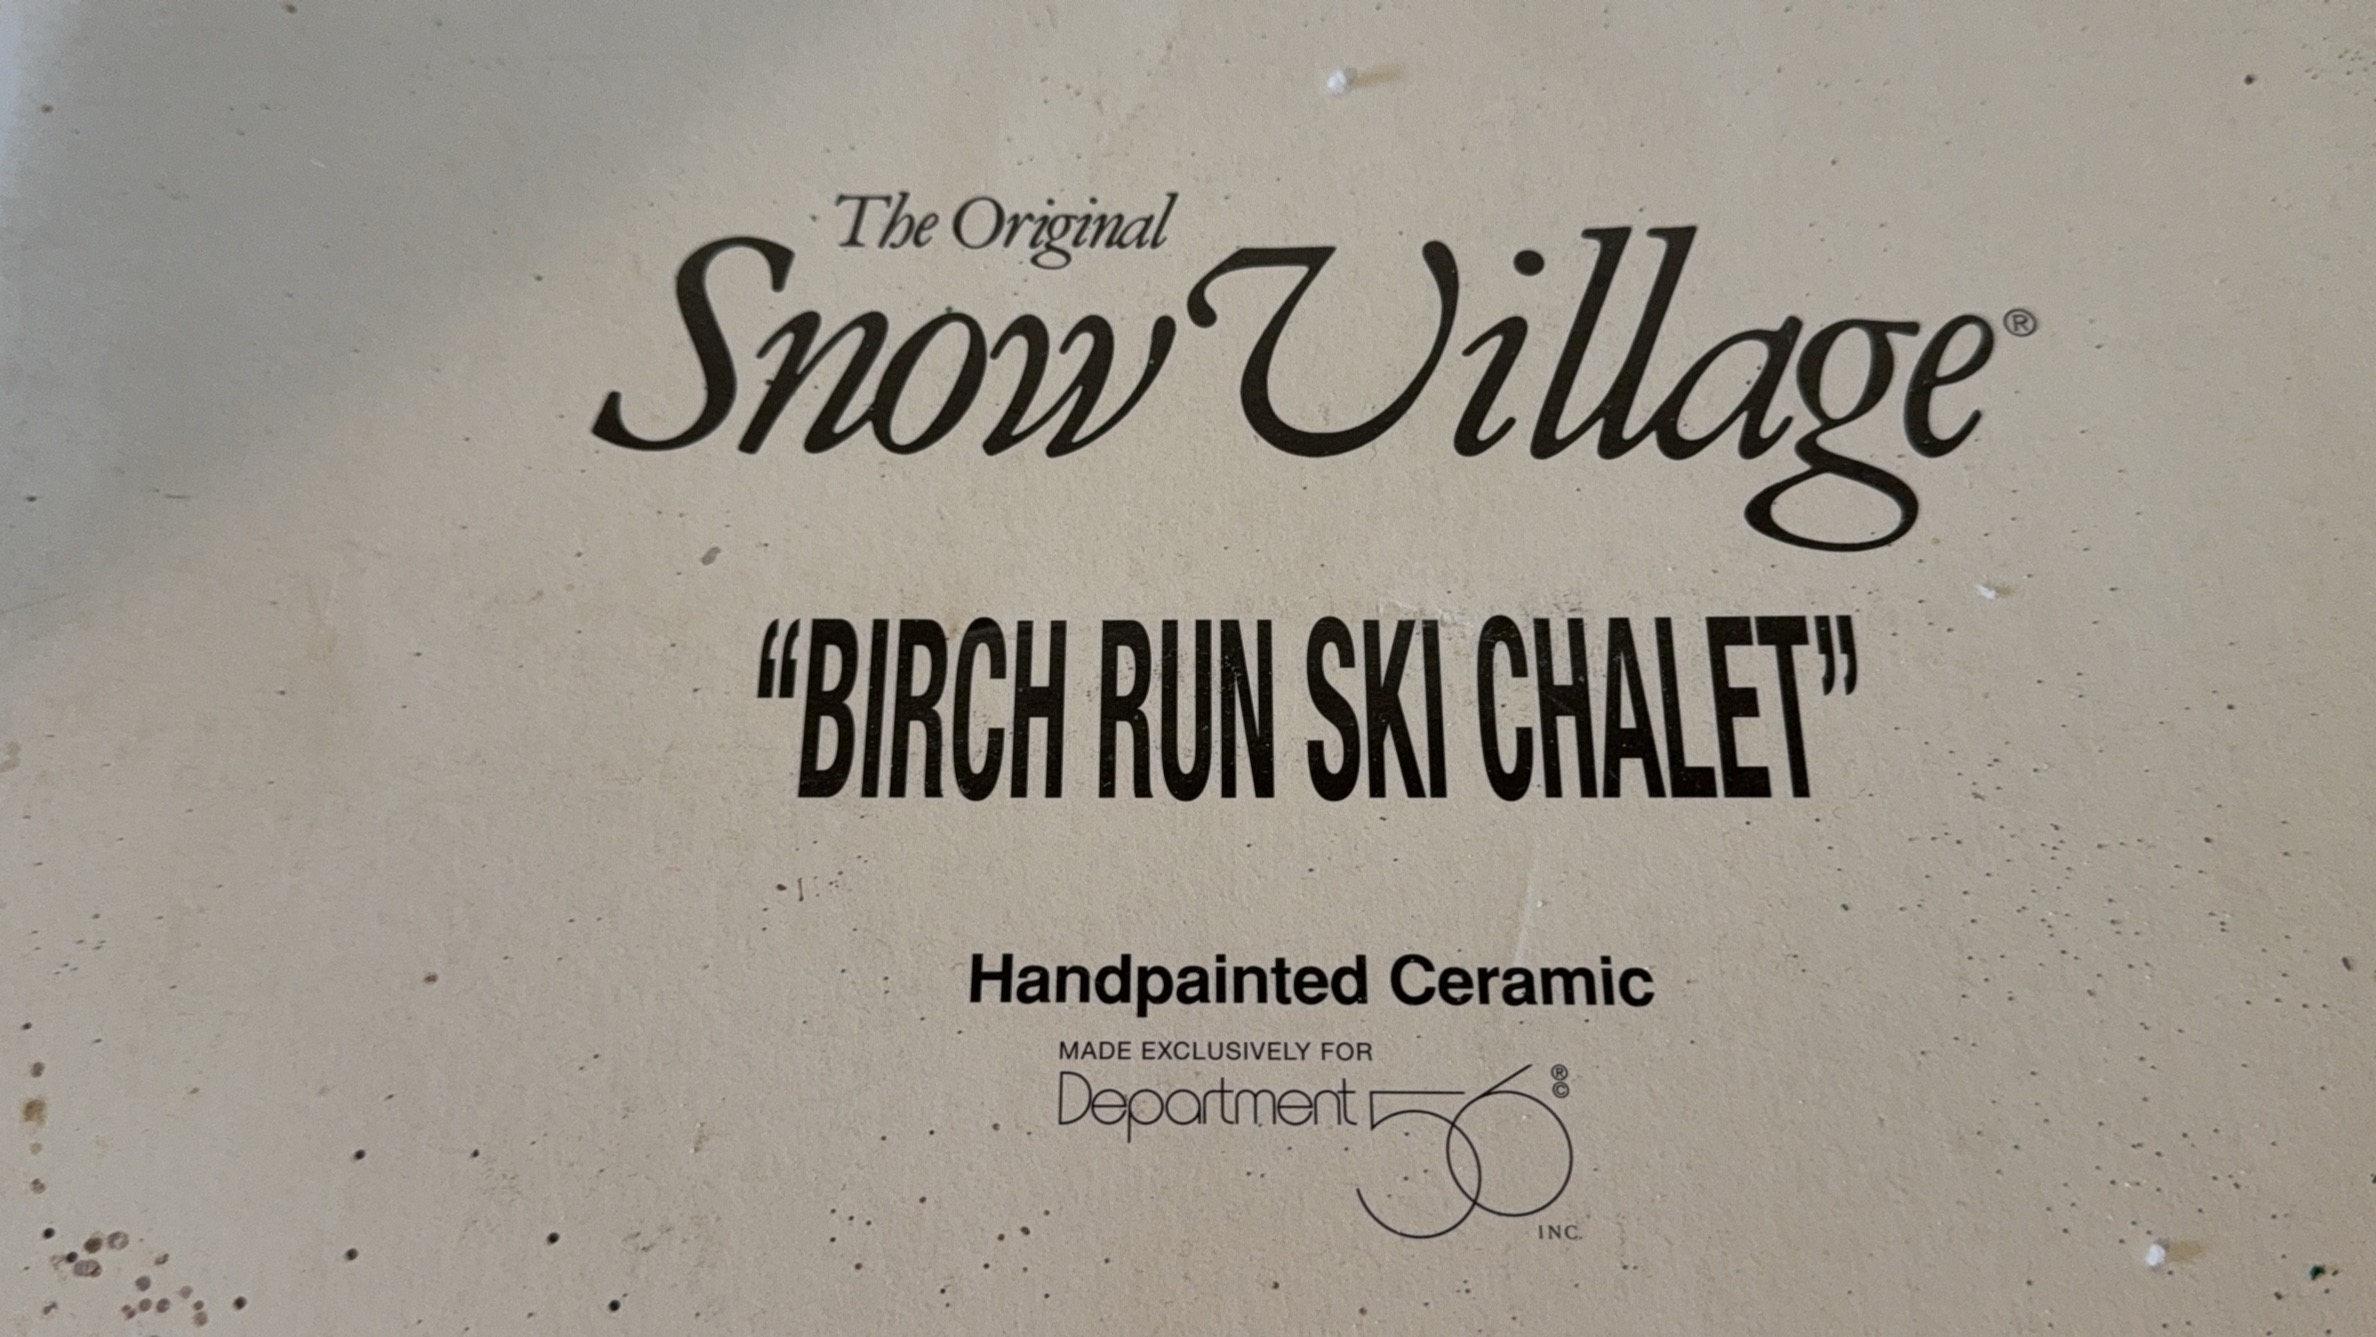 The Original
Snow Village®
“BIRCH RUN SKI CHALET”
Handpainted Ceramic
MADE EXCLUSIVELY FOR
Department 56®©
INC.